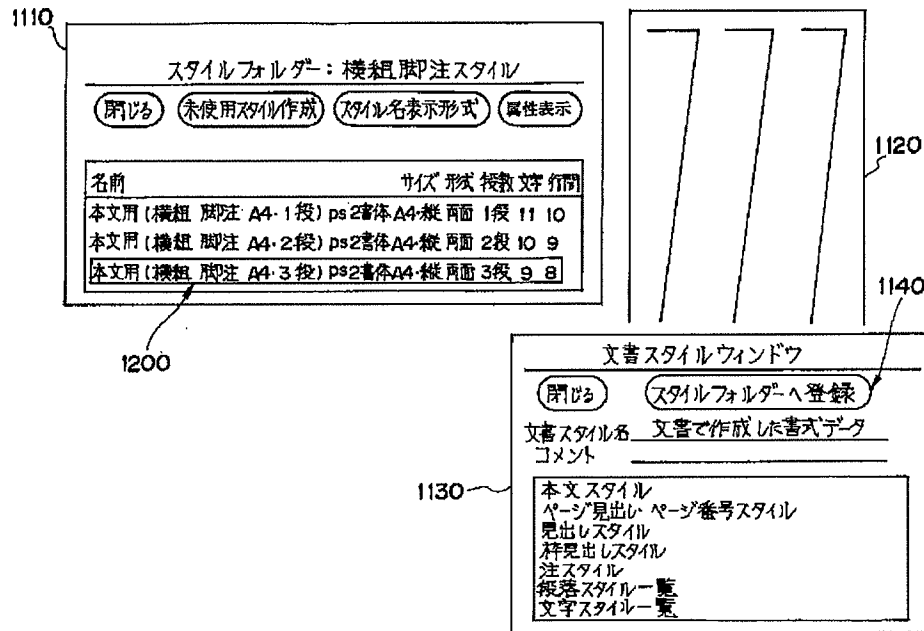 1110
スタイルフォルダー：横組脚注スタイル
閉じる 未使用スタイル作成 スタイル名表示形式 属性表示
名前 サイズ 形式 段数 文字 行間
本文用(横組 脚注 A4・1段) ps2書体 A4・縦 両面 1段 11 10
本文用(横組 脚注 A4・2段) ps2書体 A4・縦 両面 2段 10 9
本文用(横組 脚注 A4・3段) ps2書体 A4・縦 両面 3段 9 8
1200
1120
1140
文書スタイルウィンドウ
閉じる スタイルフォルダーへ登録
文書スタイル名 文書で作成した書式データ
コメント
1130
本文スタイル
ページ見出し・ページ番号スタイル
見出しスタイル
枠見出しスタイル
注スタイル
段落スタイル一覧
文字スタイル一覧